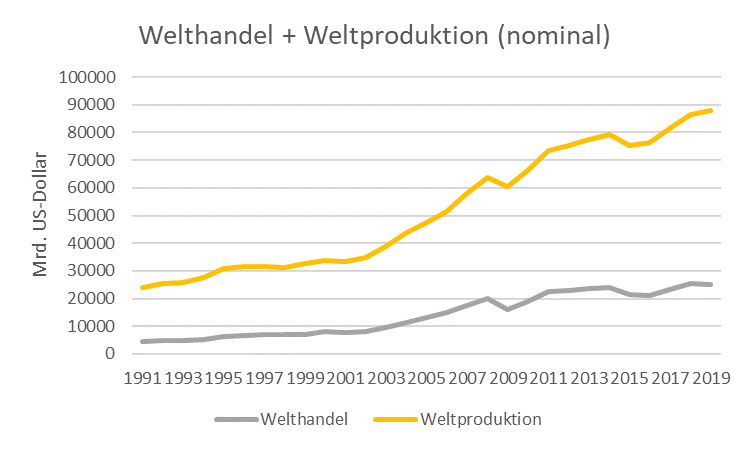 Welthandel + Weltproduktion (nominal)
Mrd. US-Dollar
100000
90000
80000
70000
60000
50000
40000
30000
20000
10000
0
1991 1993 1995 1997 1999 2001 2003 2005 2007 2009 2011 2013 2015 2017 2019
Welthandel Weltproduktion